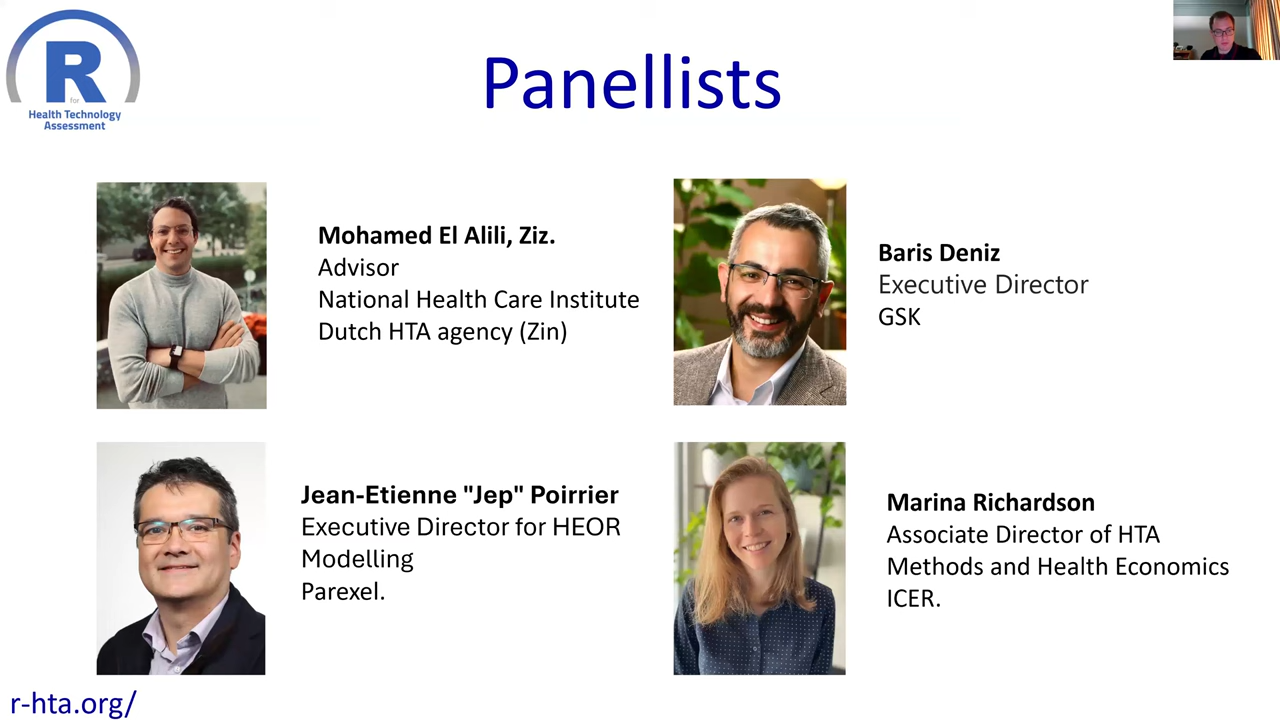 R
for
Health Technology
Assessment
Panellists
Mohamed El Alili, Ziz.
Advisor
National Health Care Institute
Dutch HTA agency (Zin)
Baris Deniz
Executive Director
GSK
Jean-Etienne "Jep" Poirrier
Executive Director for HEOR
Modelling
Parexel.
Marina Richardson
Associate Director of HTA
Methods and Health Economics
ICER.
r-hta.org/